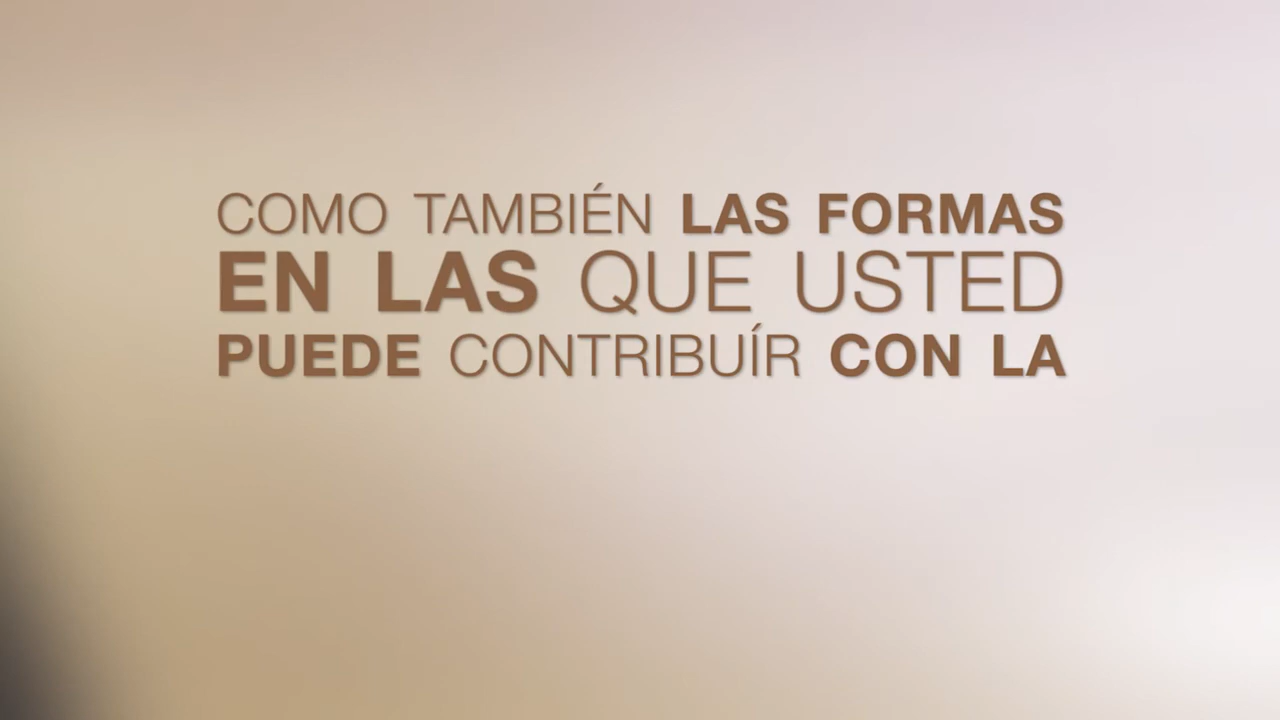 COMO TAMBIÉN LAS FORMAS
EN LAS QUE USTED
PUEDE CONTRIBUÍR CON LA